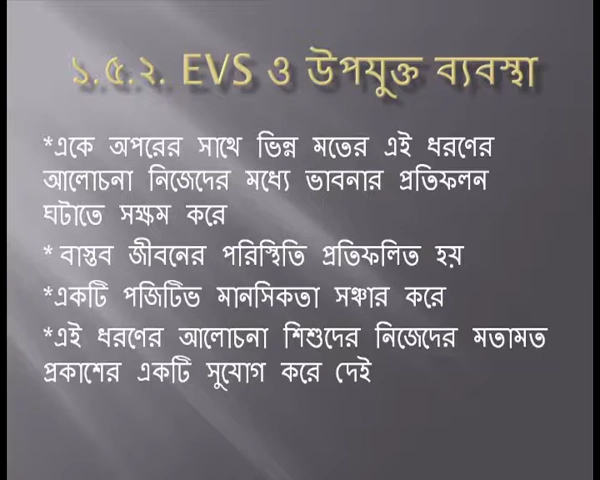 ১.৫.২. EVS ও উপযুক্ত ব্যবস্থা
*একে অপরের সাথে ভিন্ন মতের এই ধরণের
আলোচনা নিজেদের মধ্যে ভাবনার প্রতিফলন
ঘটাতে সক্ষম করে
* বাস্তব জীবনের পরিস্থিতি প্রতিফলিত হয়
*একটি পজিটিভ মানসিকতা সঞ্চার করে
*এই ধরণের আলোচনা শিশুদের নিজেদের মতামত
প্রকাশের একটি সুযোগ করে দেই